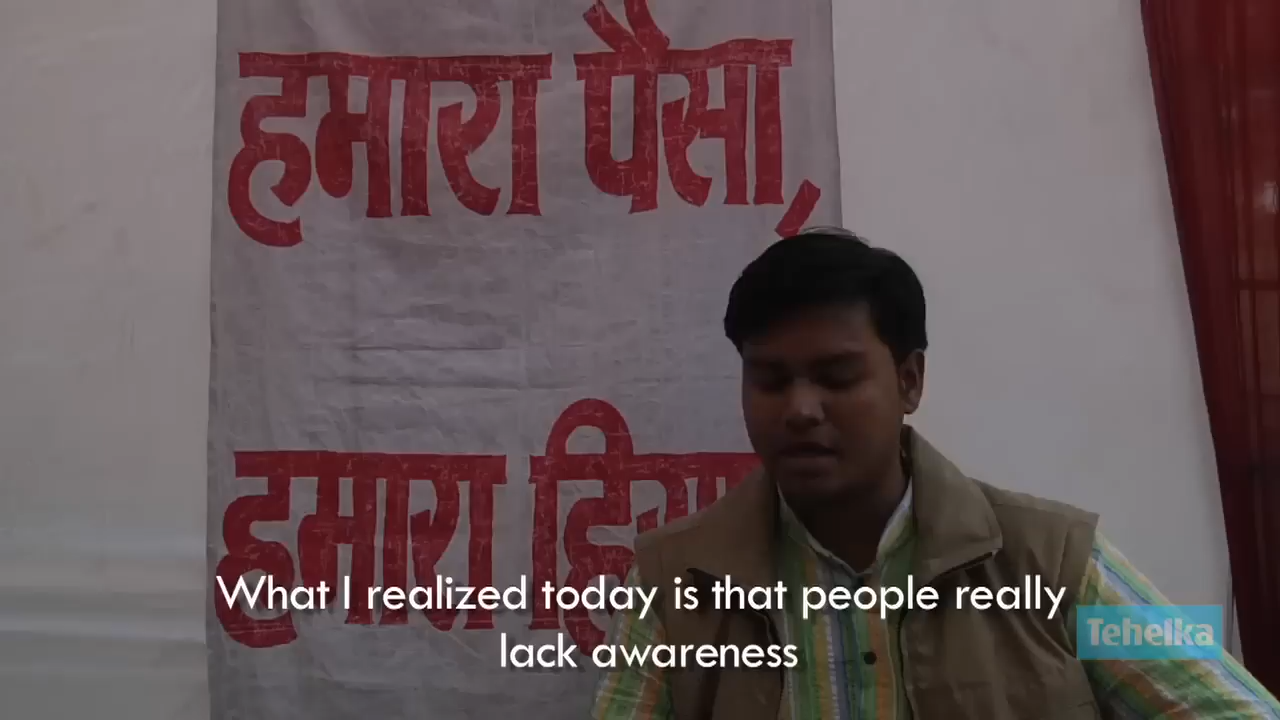 हमारा पैसा,
हमारा
What I realized today is that people really
lack awareness
Tehelka